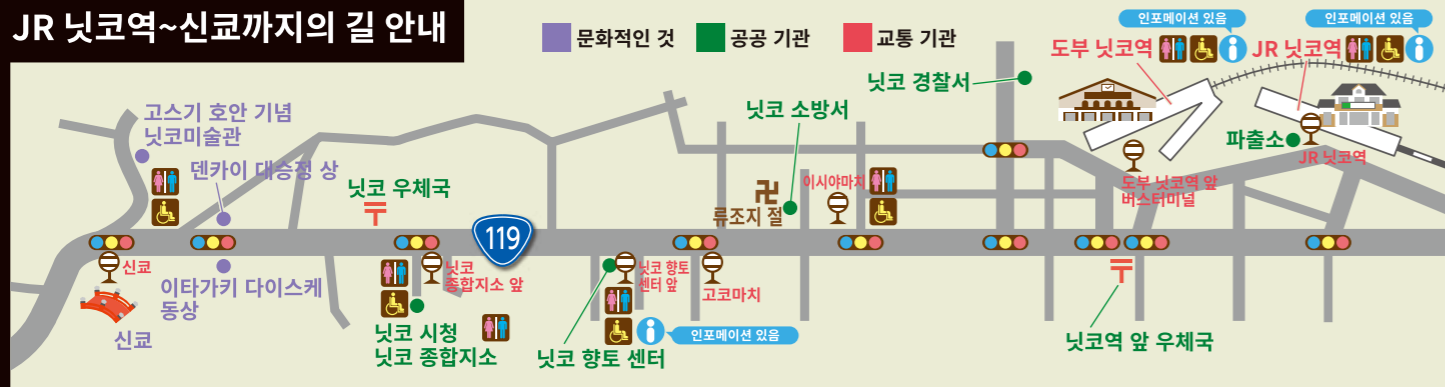 JR 닛코역~신쿄까지의 길 안내
문화적인 것
공공 기관
교통 기관
인포메이션 있음
인포메이션 있음
도부 닛코역
JR 닛코역
닛코 경찰서
고스기 호안 기념
닛코미술관
닛코 소방서
파출소
JR 닛코역
덴카이 대승정 상
닛코 우체국
이시야마치
도부 닛코역 앞
버스터미널
卍
류조지 절
119
신쿄
이타가키 다이스케
동상
닛코
종합지소 앞
닛코 향토
센터 앞
고코마치
신쿄
닛코 시청
닛코 종합지소
닛코 향토 센터
인포메이션 있음
닛코역 앞 우체국